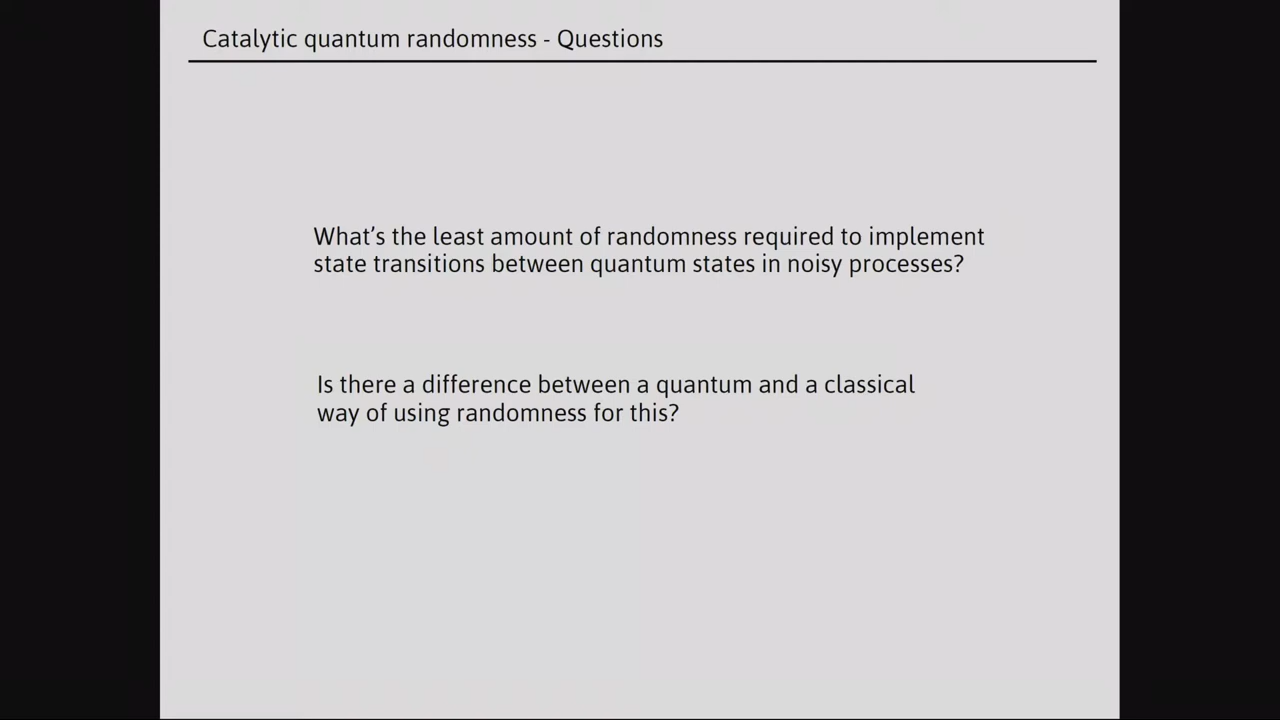 Catalytic quantum randomness - Questions
What's the least amount of randomness required to implement
state transitions between quantum states in noisy processes?
Is there a difference between a quantum and a classical
way of using randomness for this?